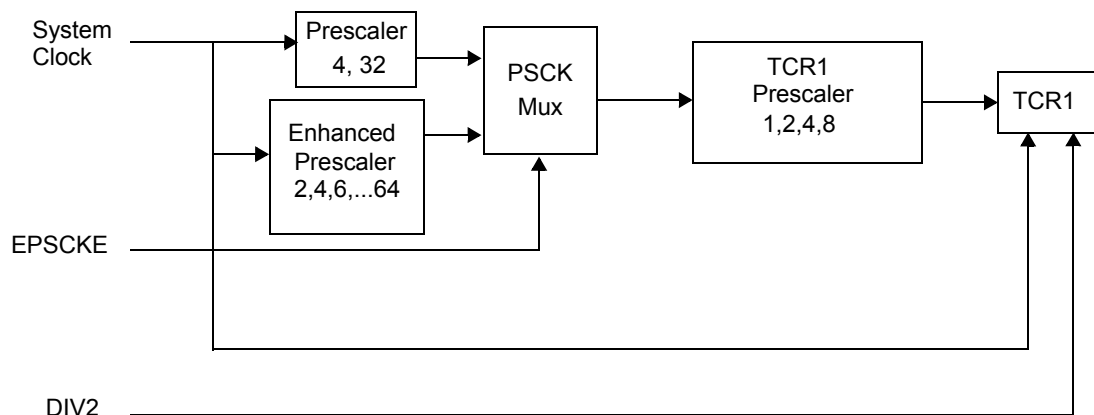 System
Clock
Prescaler
4, 32
PSCK
Mux
TCR1
Prescaler
1,2,4,8
TCR1
Enhanced
Prescaler
2,4,6,...64
EPSCKE
DIV2